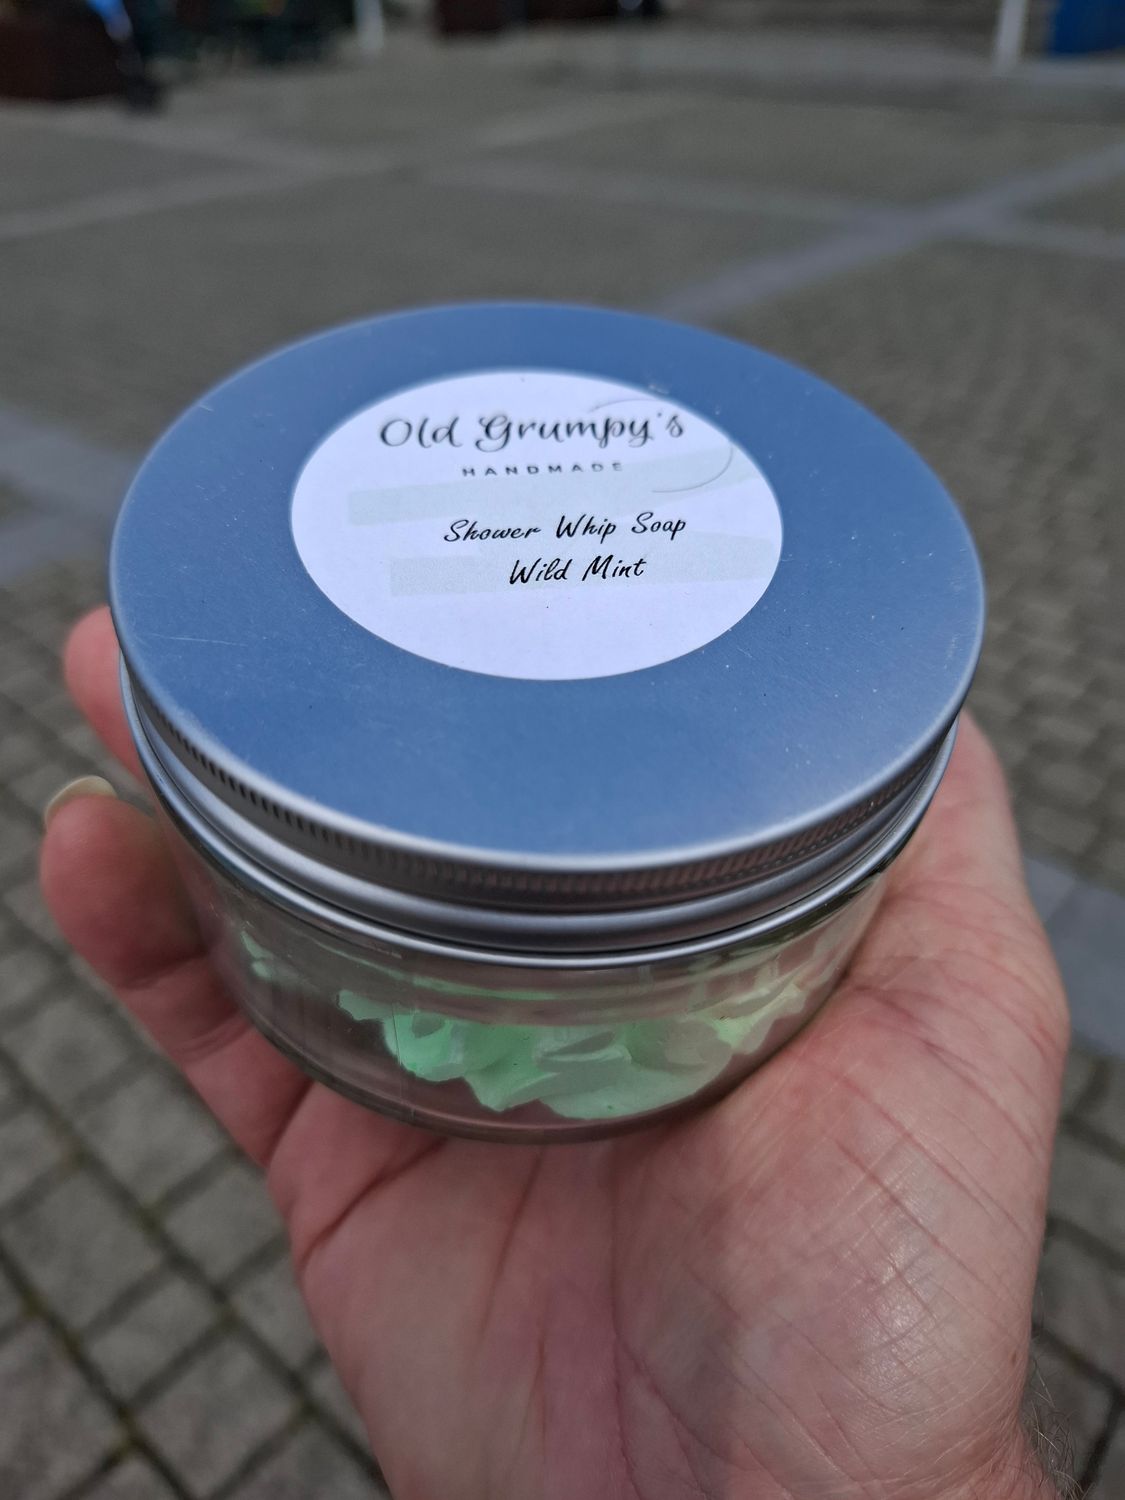 Old Grumpy's
HANDMADE
Shower Whip Soap
Wild Mint